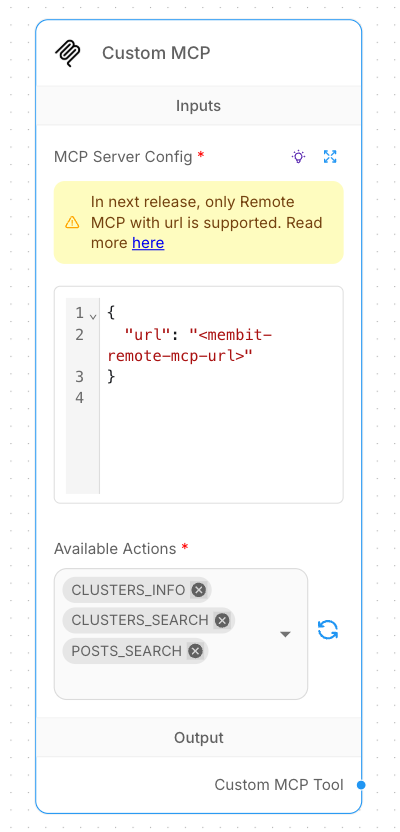 Custom MCP
Inputs
MCP Server Config *
In next release, only Remote
MCP with url is supported. Read
more here
1 {
2 "url": "<membit-
remote-mcp-url>"
3 }
4
Available Actions *
CLUSTERS_INFO
CLUSTERS_SEARCH
POSTS_SEARCH
Output
Custom MCP Tool